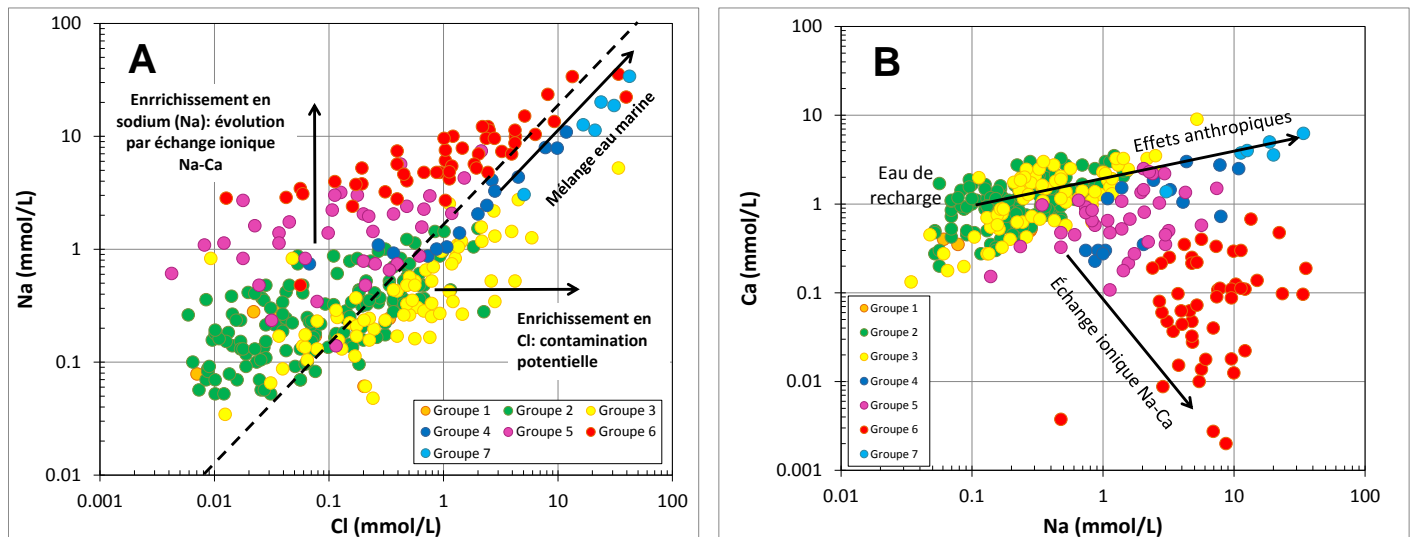 A
100
10
1
0.1
0.01
Na (mmol/L)
Enrrichissement en
sodium (Na): évolution
par échange ionique
Na-Ca
Mélange eau marine
Enrichissement en
Cl: contamination
potentielle
Groupe 1
Groupe 2
Groupe 3
Groupe 4
Groupe 5
Groupe 6
Groupe 7
0.001
0.01
0.1
1
10
100
Cl (mmol/L)
B
100
10
1
0.1
0.01
0.001
Ca (mmol/L)
Eau de
recharge
Effets anthropiques
Échange ionique Na-Ca
Groupe 1
Groupe 2
Groupe 3
Groupe 4
Groupe 5
Groupe 6
Groupe 7
0.01
0.1
1
10
100
Na (mmol/L)